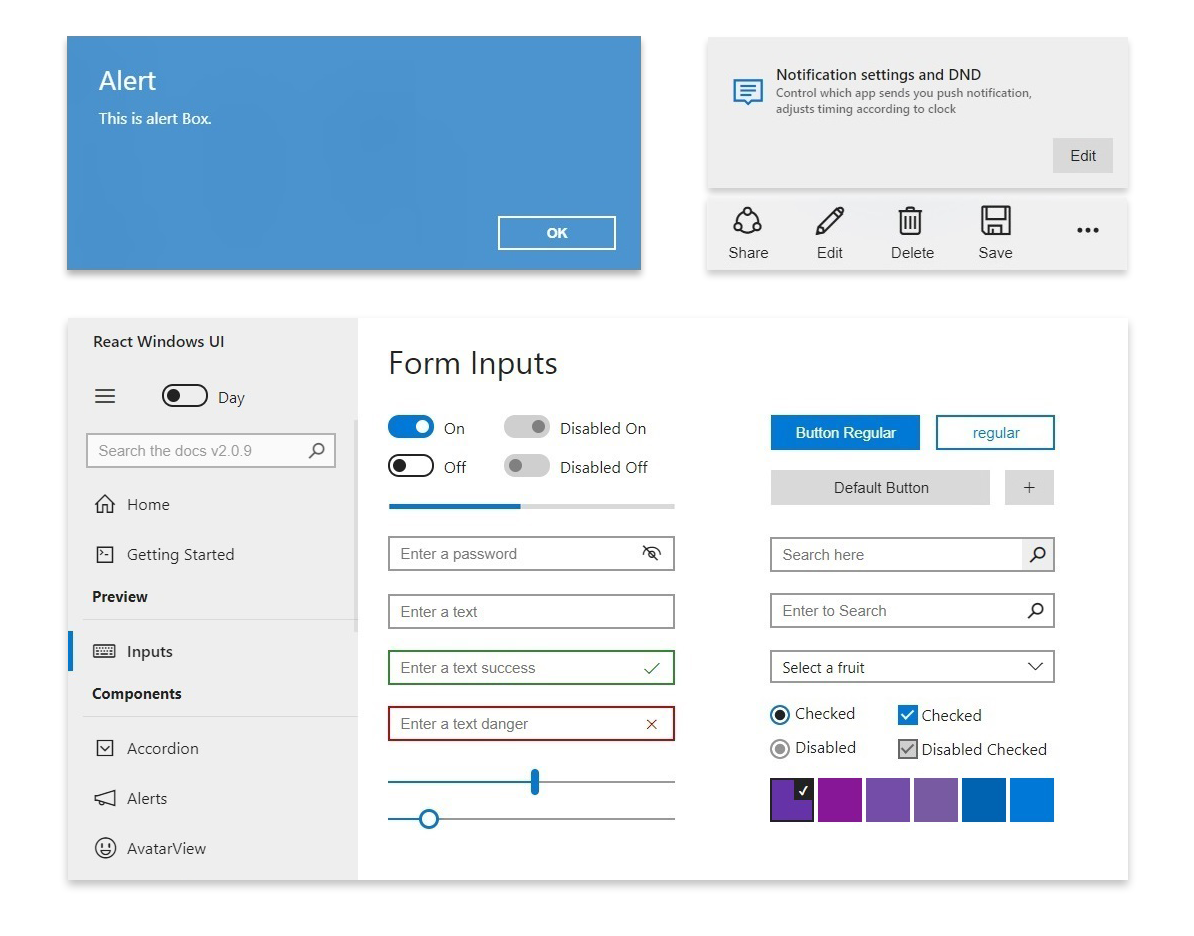 Alert
This is alert Box.
OK
Notification settings and DND
Control which app sends you push notification,
adjusts timing according to clock
Edit
Share Edit Delete Save
React Windows UI
Day
Search the docs v2.0.9
Home
Getting Started
Preview
Inputs
Components
Accordion
Alerts
AvatarView
Form Inputs
On Disabled On
Off Disabled Off
Enter a password
Enter a text
Enter a text success
Enter a text danger
Button Regular regular
Default Button +
Search here
Enter to Search
Select a fruit
Checked Checked
Disabled Disabled Checked